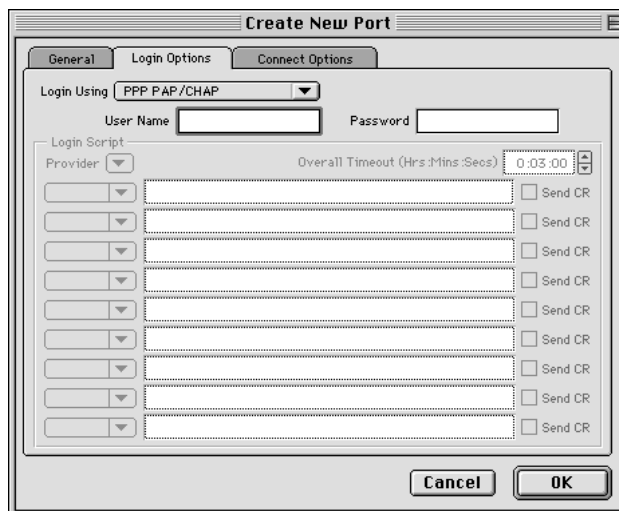 Create New Port
General Login Options Connect Options
Login Using PPP PAP/CHAP
User Name Password
Login Script
Provider Overall Timeout (Hrs:Mins:Secs) 0:03:00
Send CR
Send CR
Send CR
Send CR
Send CR
Send CR
Send CR
Send CR
Send CR
Cancel OK